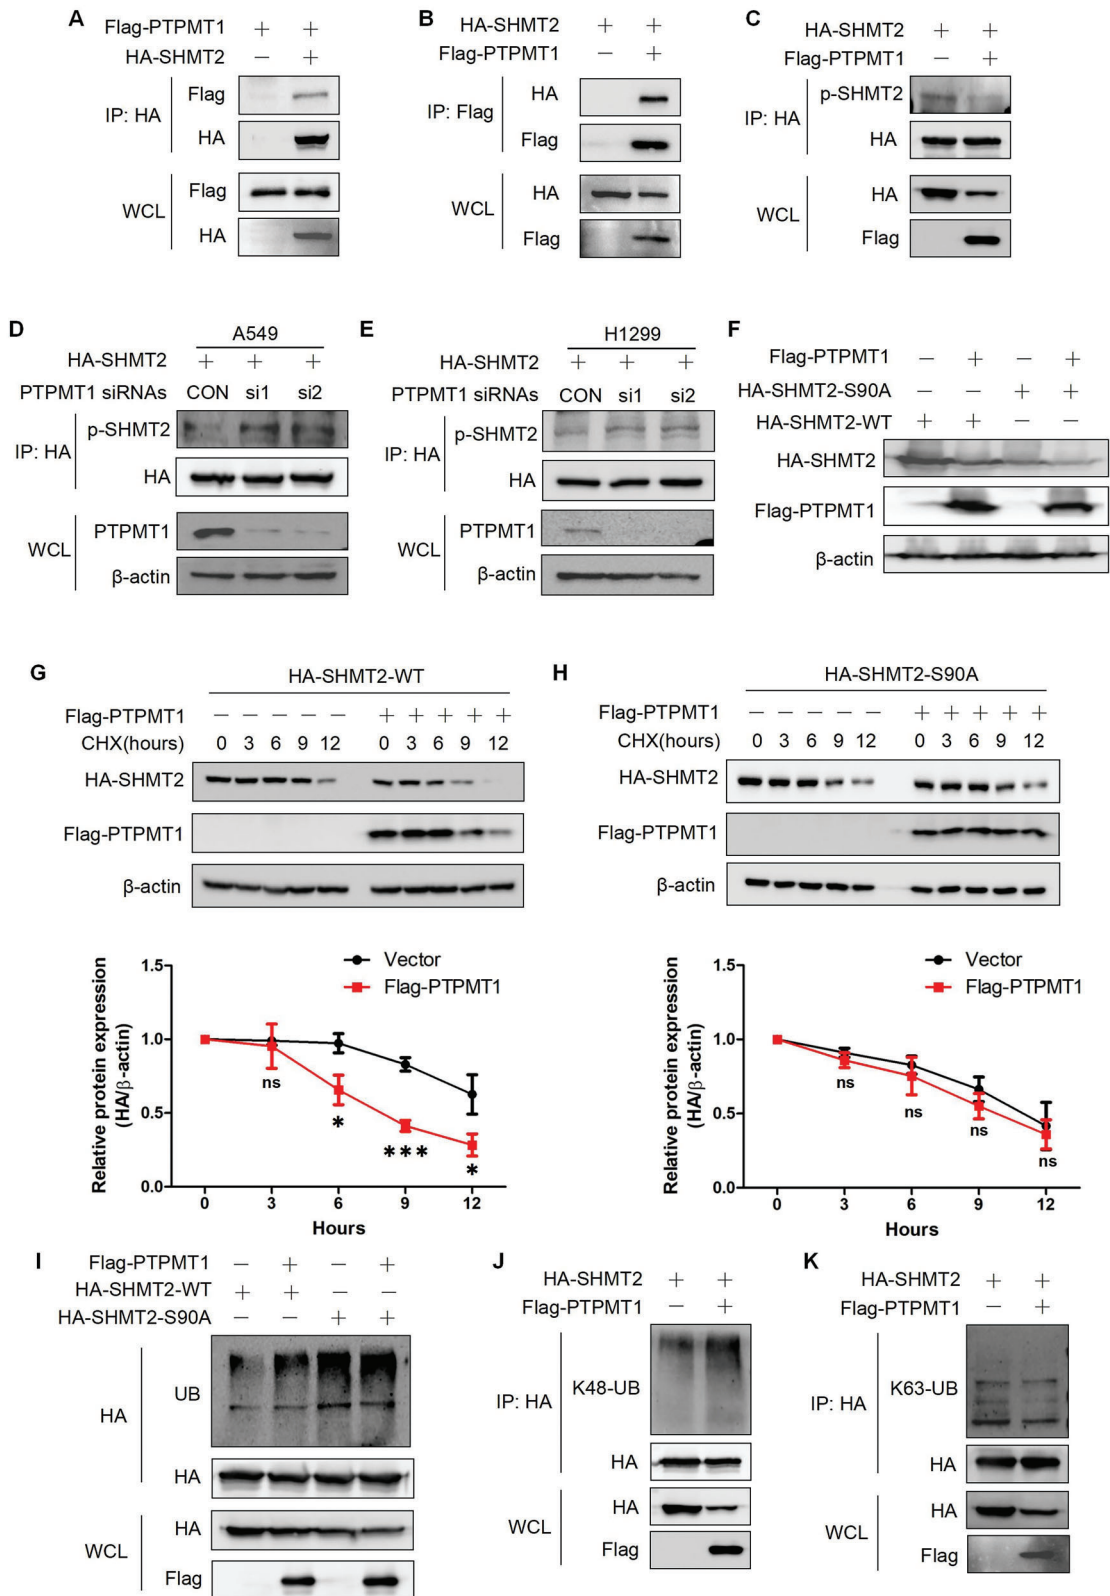 A
Flag-PTPMT1 + +
HA-SHMT2 − +
IP: HA
Flag
HA
WCL
Flag
HA
B
HA-SHMT2 + +
Flag-PTPMT1 − +
IP: Flag
HA
Flag
WCL
HA
Flag
C
HA-SHMT2 + +
Flag-PTPMT1 − +
IP: HA
p-SHMT2
HA
WCL
HA
Flag
D
A549
HA-SHMT2 + + +
PTPMT1 siRNAs CON si1 si2
IP: HA
p-SHMT2
HA
WCL
PTPMT1
β-actin
E
H1299
HA-SHMT2 + + +
PTPMT1 siRNAs CON si1 si2
IP: HA
p-SHMT2
HA
WCL
PTPMT1
β-actin
F
Flag-PTPMT1 − + − +
HA-SHMT2-S90A − − + +
HA-SHMT2-WT + + − −
HA-SHMT2
Flag-PTPMT1
β-actin
G
HA-SHMT2-WT
Flag-PTPMT1 − − − − − + + + + +
CHX(hours) 0 3 6 9 12 0 3 6 9 12
HA-SHMT2
Flag-PTPMT1
β-actin
Vector
Flag-PTPMT1
Relative protein expression
(HA/β-actin)
1.5
1.0
0.5
0.0
ns
*
***
*
0 3 6 9 12
Hours
H
HA-SHMT2-S90A
Flag-PTPMT1 − − − − − + + + + +
CHX(hours) 0 3 6 9 12 0 3 6 9 12
HA-SHMT2
Flag-PTPMT1
β-actin
Vector
Flag-PTPMT1
Relative protein expression
(HA/β-actin)
1.5
1.0
0.5
0.0
ns
ns
ns
ns
0 3 6 9 12
Hours
I
Flag-PTPMT1 − + − +
HA-SHMT2-WT + + − −
HA-SHMT2-S90A − − + +
HA
UB
HA
WCL
HA
Flag
J
HA-SHMT2 + +
Flag-PTPMT1 − +
IP: HA
K48-UB
HA
WCL
HA
Flag
K
HA-SHMT2 + +
Flag-PTPMT1 − +
IP: HA
K63-UB
HA
WCL
HA
Flag